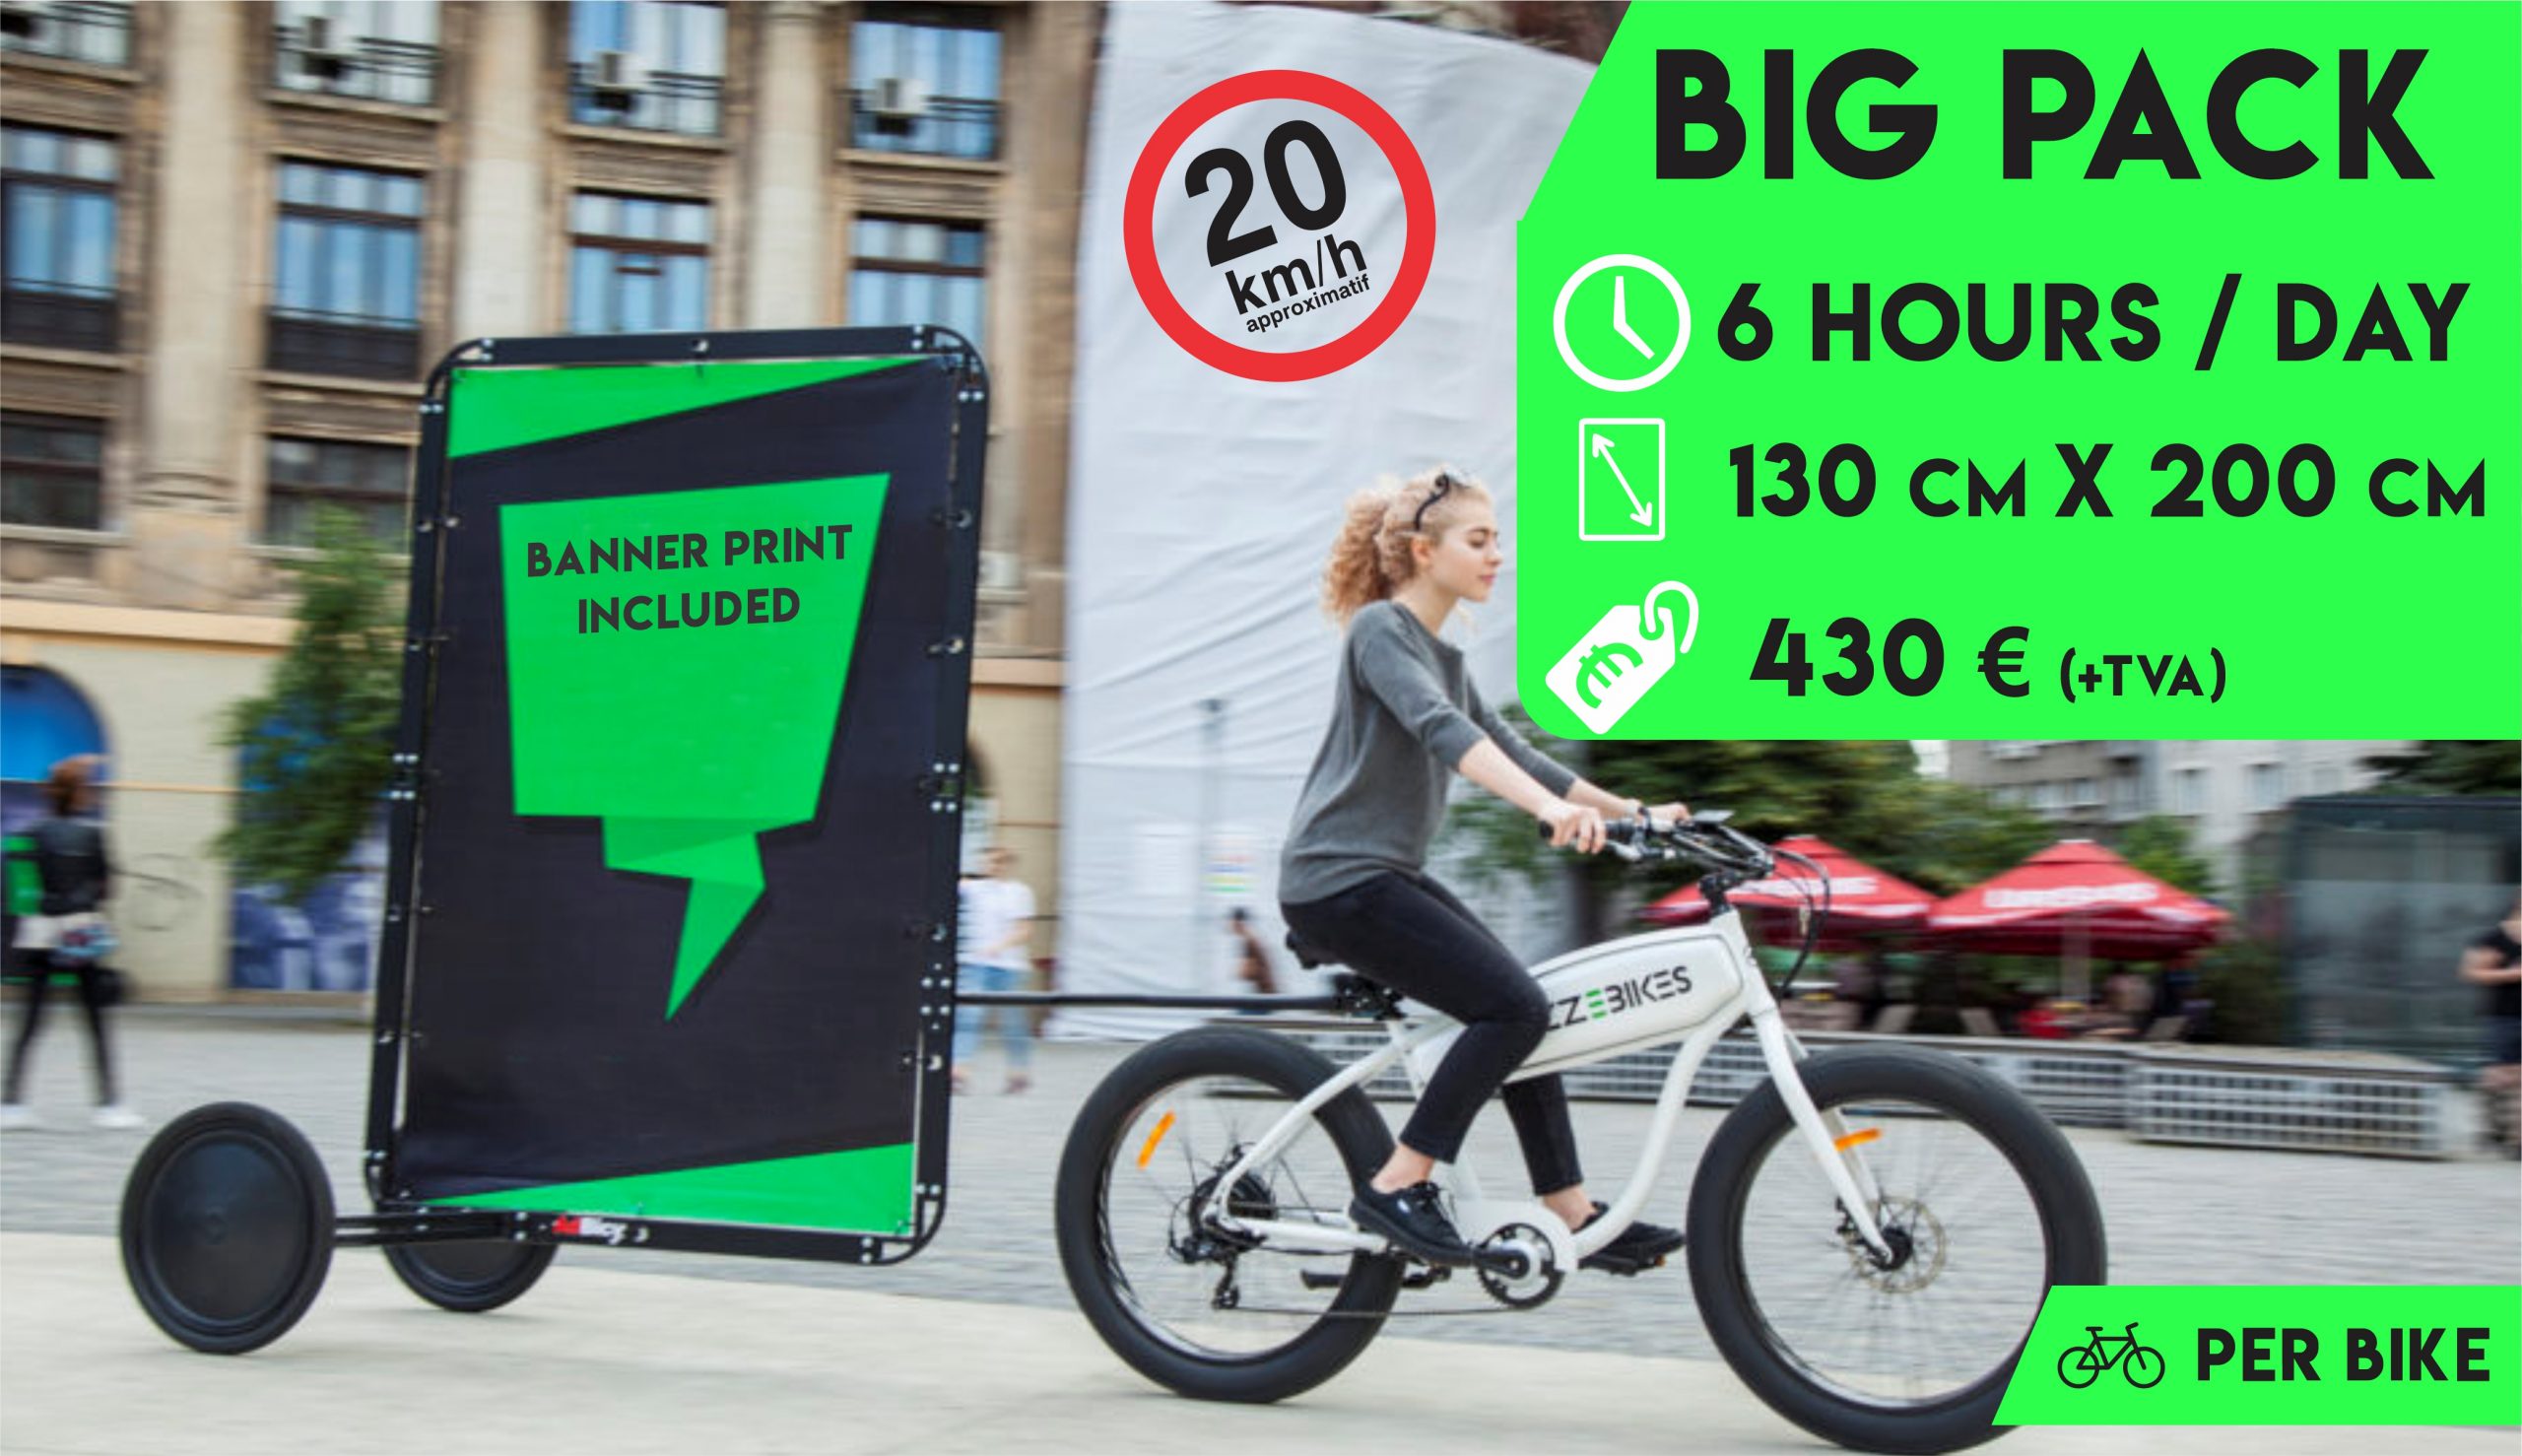 BIG PACK
20
km/h
approximatif
6 HOURS / DAY
130 CM X 200 CM
430 € (+TVA)
BANNER PRINT
INCLUDED
ZZEBIKES
PER BIKE